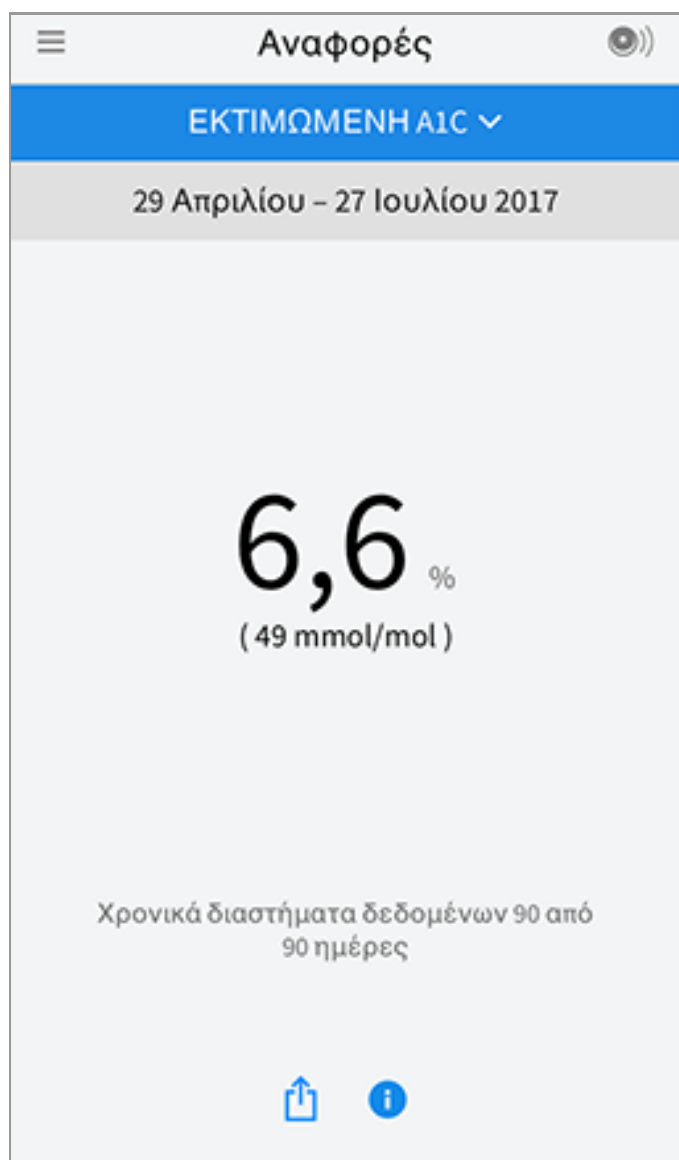 Αναφορές
ΕΚΤΙΜΩΜΕΝΗ A1C
29 Απριλίου – 27 Ιουλίου 2017
6,6 %
( 49 mmol/mol )
Χρονικά διαστήματα δεδομένων 90 από
90 ημέρες